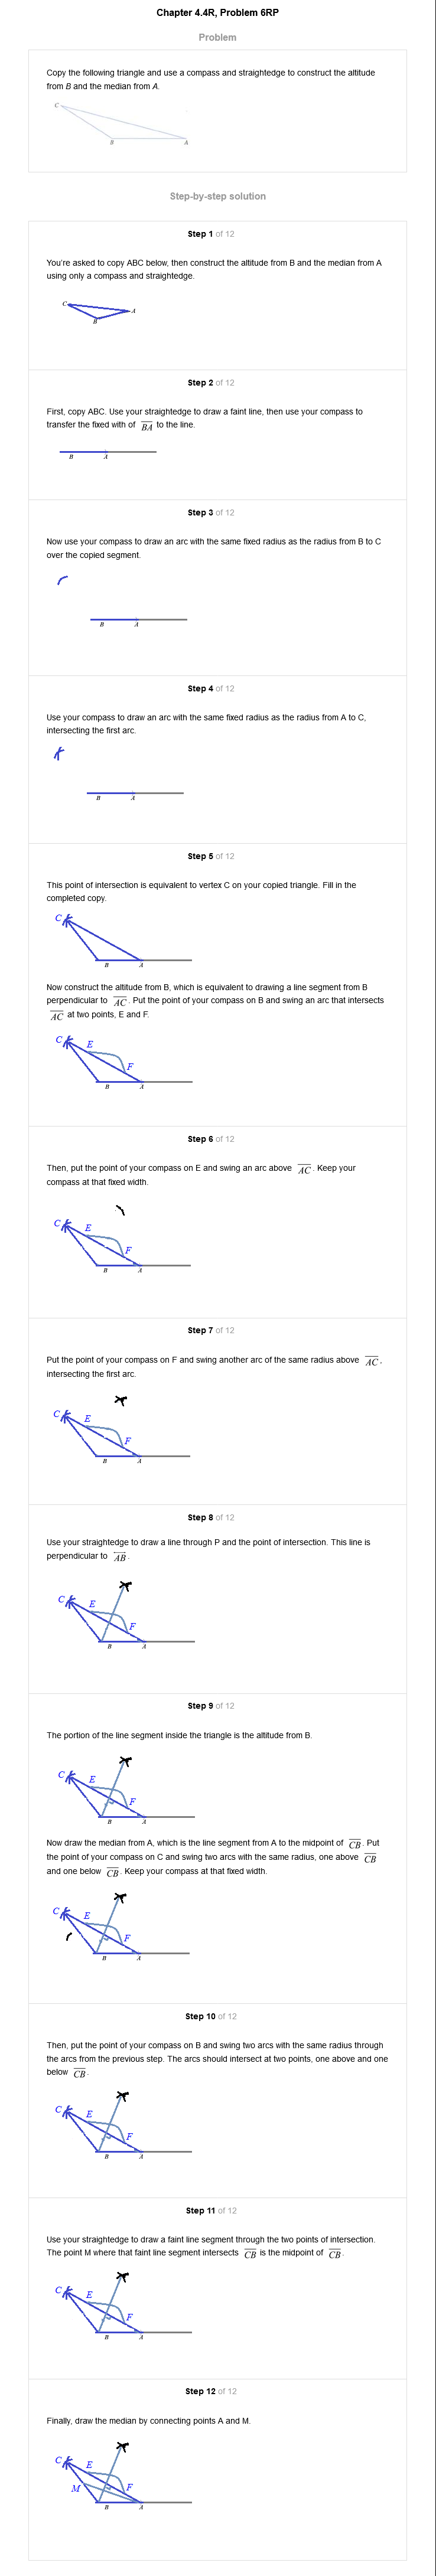 Chapter 4.4R, Problem 6RP
Problem
Copy the following triangle and use a compass and straightedge to construct the altitude
from B and the median from A.
C
B A
Step-by-step solution
Step 1 of 12
You're asked to copy ABC below, then construct the altitude from B and the median from A
using only a compass and straightedge.
C
A
B
Step 2 of 12
First, copy ABC. Use your straightedge to draw a faint line, then use your compass to
transfer the fixed with of BA to the line.
B A
Step 3 of 12
Now use your compass to draw an arc with the same fixed radius as the radius from B to C
over the copied segment.
B A
Step 4 of 12
Use your compass to draw an arc with the same fixed radius as the radius from A to C,
intersecting the first arc.
B A
Step 5 of 12
This point of intersection is equivalent to vertex C on your copied triangle. Fill in the
completed copy.
C
B A
Now construct the altitude from B, which is equivalent to drawing a line segment from B
perpendicular to AC. Put the point of your compass on B and swing an arc that intersects
AC at two points, E and F.
C E
F
B A
Step 6 of 12
Then, put the point of your compass on E and swing an arc above AC. Keep your
compass at that fixed width.
C E
F
B A
Step 7 of 12
Put the point of your compass on F and swing another arc of the same radius above AC,
intersecting the first arc.
C E
F
B A
Step 8 of 12
Use your straightedge to draw a line through P and the point of intersection. This line is
perpendicular to AB.
C E
F
B A
Step 9 of 12
The portion of the line segment inside the triangle is the altitude from B.
C E
F
B A
Now draw the median from A, which is the line segment from A to the midpoint of CB. Put
the point of your compass on C and swing two arcs with the same radius, one above CB
and one below CB. Keep your compass at that fixed width.
C E
F
B A
Step 10 of 12
Then, put the point of your compass on B and swing two arcs with the same radius through
the arcs from the previous step. The arcs should intersect at two points, one above and one
below CB.
C E
F
B A
Step 11 of 12
Use your straightedge to draw a faint line segment through the two points of intersection.
The point M where that faint line segment intersects CB is the midpoint of CB.
C E
F
B A
Step 12 of 12
Finally, draw the median by connecting points A and M.
C E
M F
B A